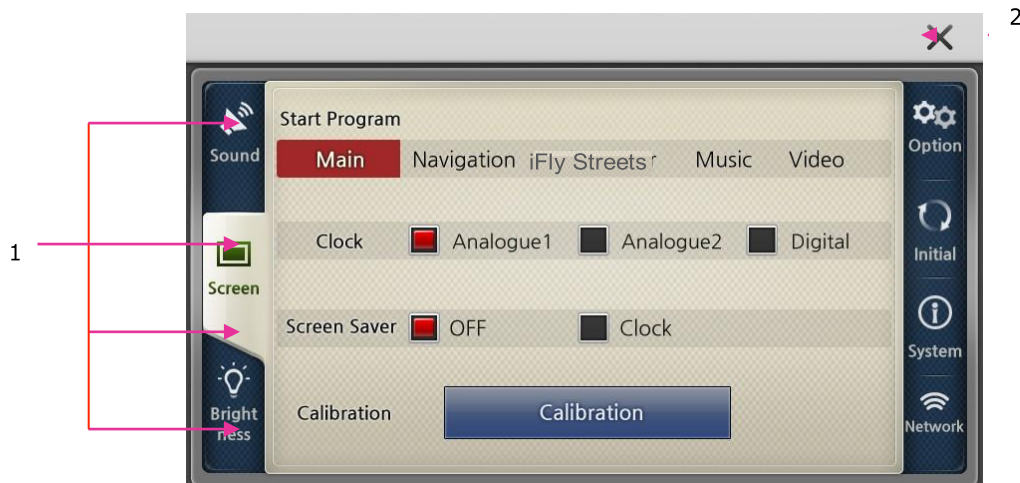 2
Sound
Start Program
Main Navigation iFly Streets Music Video
Option
1
Clock Analogue1 Analogue2 Digital
Initial
Screen
Screen Saver OFF Clock
System
Bright
ness
Calibration Calibration
Network